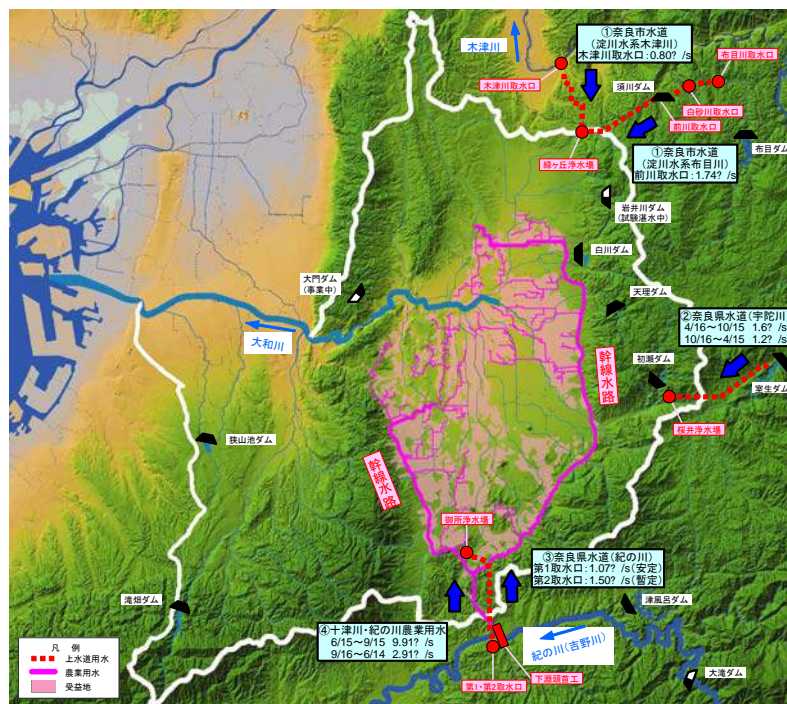 ①奈良市水道
(淀川水系木津川)
木津川取水口:0.80? /s
木津川
木津川取水口
須川ダム
布目川取水口
白砂川取水口
前川取水口
緑ヶ丘浄水場
布目ダム
①奈良市水道
(淀川水系布目川)
前川取水口:1.74? /s
岩井川ダム
(試験湛水中)
白川ダム
大門ダム
(事業中)
天理ダム
大和川
②奈良県水道(宇陀川
4/16～10/15 1.6? /s
10/16～4/15 1.2? /s
初瀬ダム
室生ダム
幹線水路
桜井浄水場
狭山池ダム
幹線水路
御所浄水場
③奈良県水道(紀の川)
第1取水口:1.07? /s(安定)
第2取水口:1.50? /s(暫定)
滝畑ダム
津風呂ダム
④十津川・紀の川農業用水
6/15～9/15 9.91? /s
9/16～6/14 2.91? /s
紀の川(吉野川)
大滝ダム
下淵頭首工
第1・第2取水口
凡 例
上水道用水
農業用水
受益地